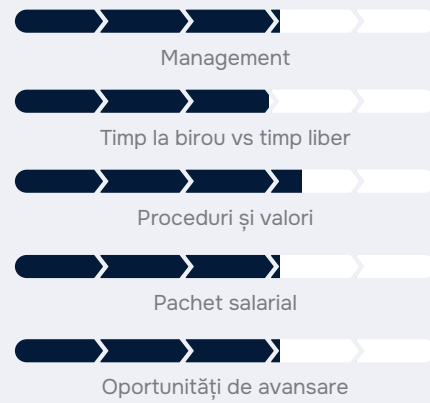 Management
Timp la birou vs timp liber
Proceduri și valori
Pachet salarial
Oportunități de avansare